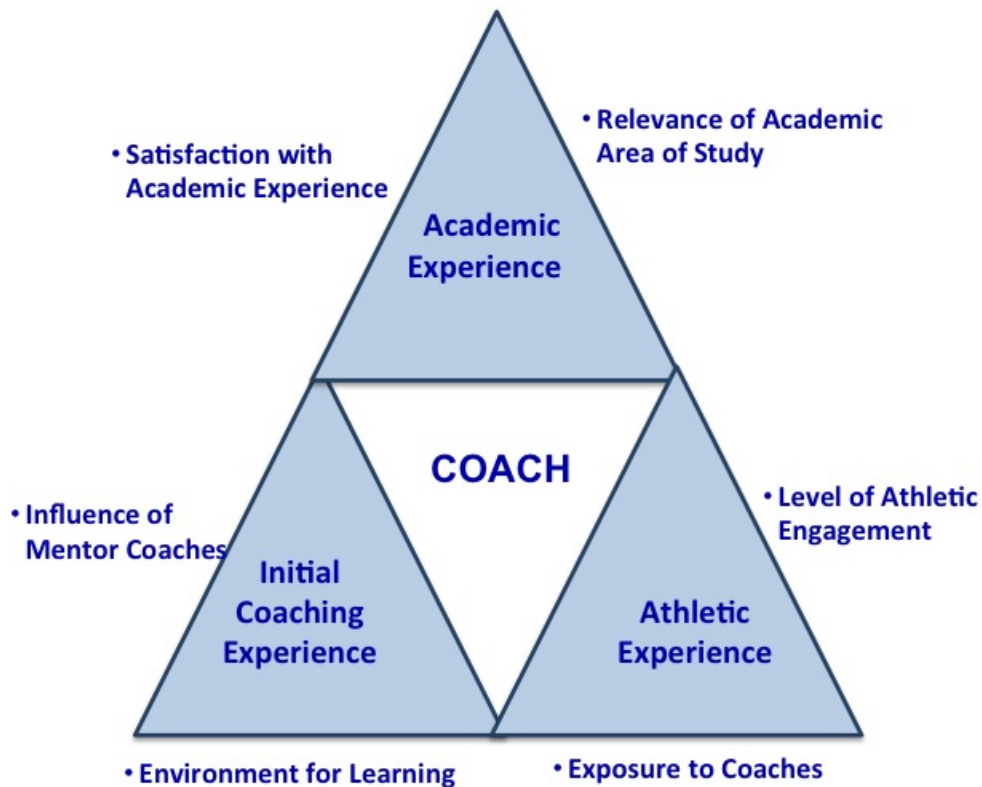 • Relevance of Academic
Area of Study
• Satisfaction with
Academic Experience
Academic
Experience
COACH
• Influence of
Mentor Coaches
• Level of Athletic
Engagement
Initial
Coaching
Experience
Athletic
Experience
• Environment for Learning
• Exposure to Coaches